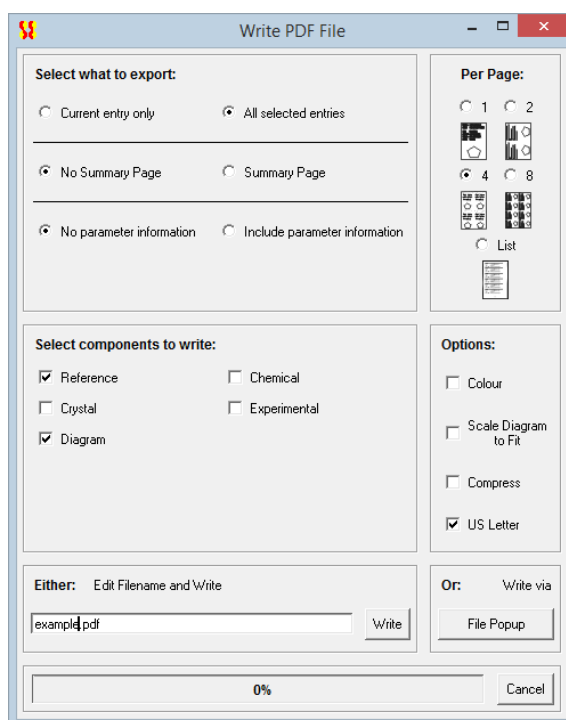 Write PDF File
Select what to export:
Current entry only All selected entries
No Summary Page Summary Page
No parameter information Include parameter information
Per Page:
1 2
4 8
List
Select components to write:
Reference Chemical
Crystal Experimental
Diagram
Options:
Colour
Scale Diagram
to Fit
Compress
US Letter
Either: Edit Filename and Write
example.pdf Write
Or: Write via
File Popup
0% Cancel